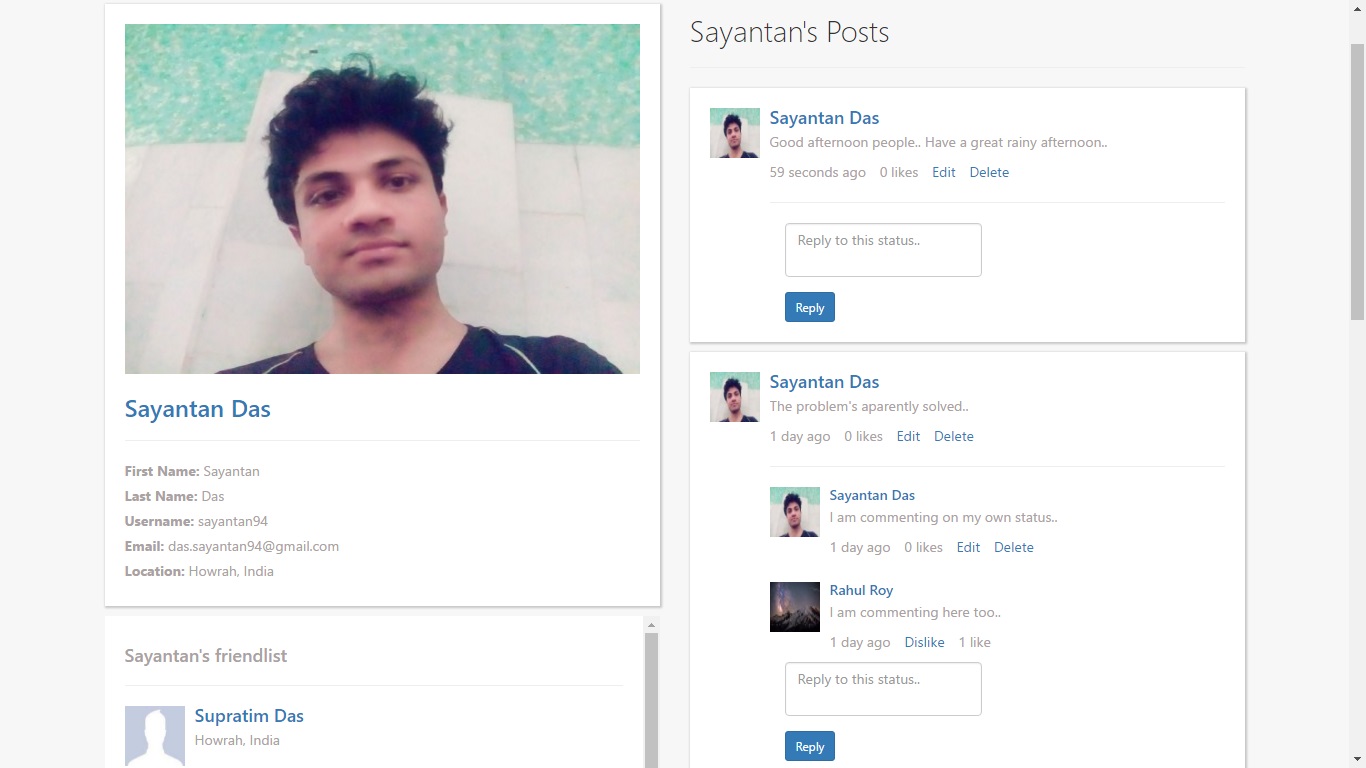 Sayantan Das
First Name: Sayantan
Last Name: Das
Username: sayantan94
Email: das.sayantan94@gmail.com
Location: Howrah, India
Sayantan's friendlist
Supratim Das
Howrah, India
Sayantan's Posts
Sayantan Das
Good afternoon people.. Have a great rainy afternoon..
59 seconds ago 0 likes Edit Delete
Reply to this status..
Reply
Sayantan Das
The problem's aparently solved..
1 day ago 0 likes Edit Delete
Sayantan Das
I am commenting on my own status..
1 day ago 0 likes Edit Delete
Rahul Roy
I am commenting here too..
1 day ago Dislike 1 like
Reply to this status..
Reply